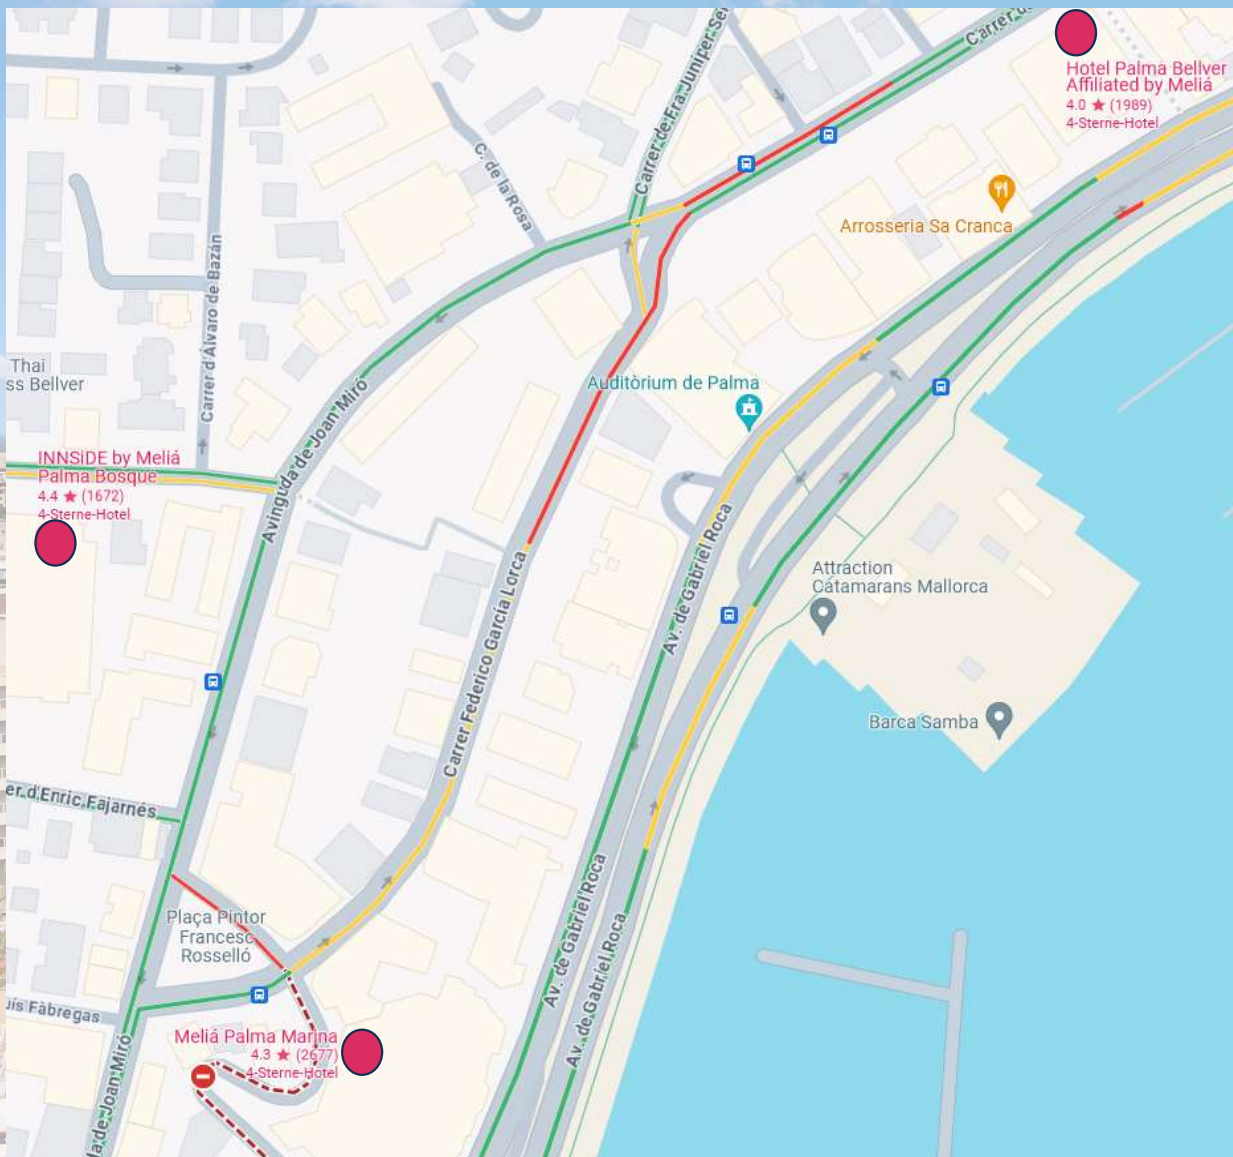 Carrer de
Hotel Palma Bellver
Affiliated by Meliá
4.0 ★ (1989)
4-Sterne-Hotel
Carrer de Fra Juníper Ser
C. de la Rosa
Arrosseria Sa Cranca
Carrer d'Álvaro de Bazán
Thai
ss Bellver
Auditòrium de Palma
Avinguda de Joan Miró
INNSiDE by Meliá
Palma Bosque
4.4 ★ (1672)
4-Sterne-Hotel
Av. de Gabriel Roca
Attraction
Catamarans Mallorca
Carrer Federico García Lorca
Barca Samba
er d'Enric Fajarnés
Plaça Pintor
Francesc
Rosselló
Av. de Gabriel Roca
Av. de Gabriel Roca
uís Fàbregas
Meliá Palma Marina
4.3 ★ (2677)
4-Sterne-Hotel
da de Joan Miró